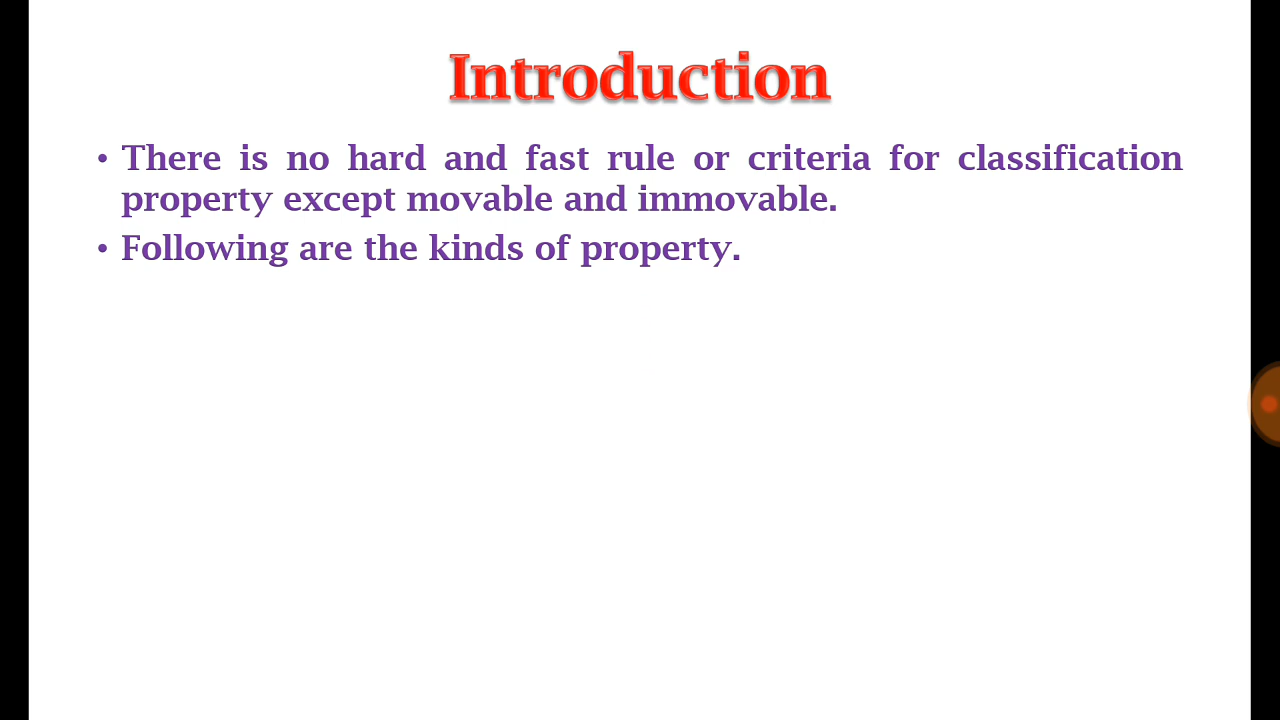 Introduction
• There is no hard and fast rule or criteria for classification
property except movable and immovable.
• Following are the kinds of property.